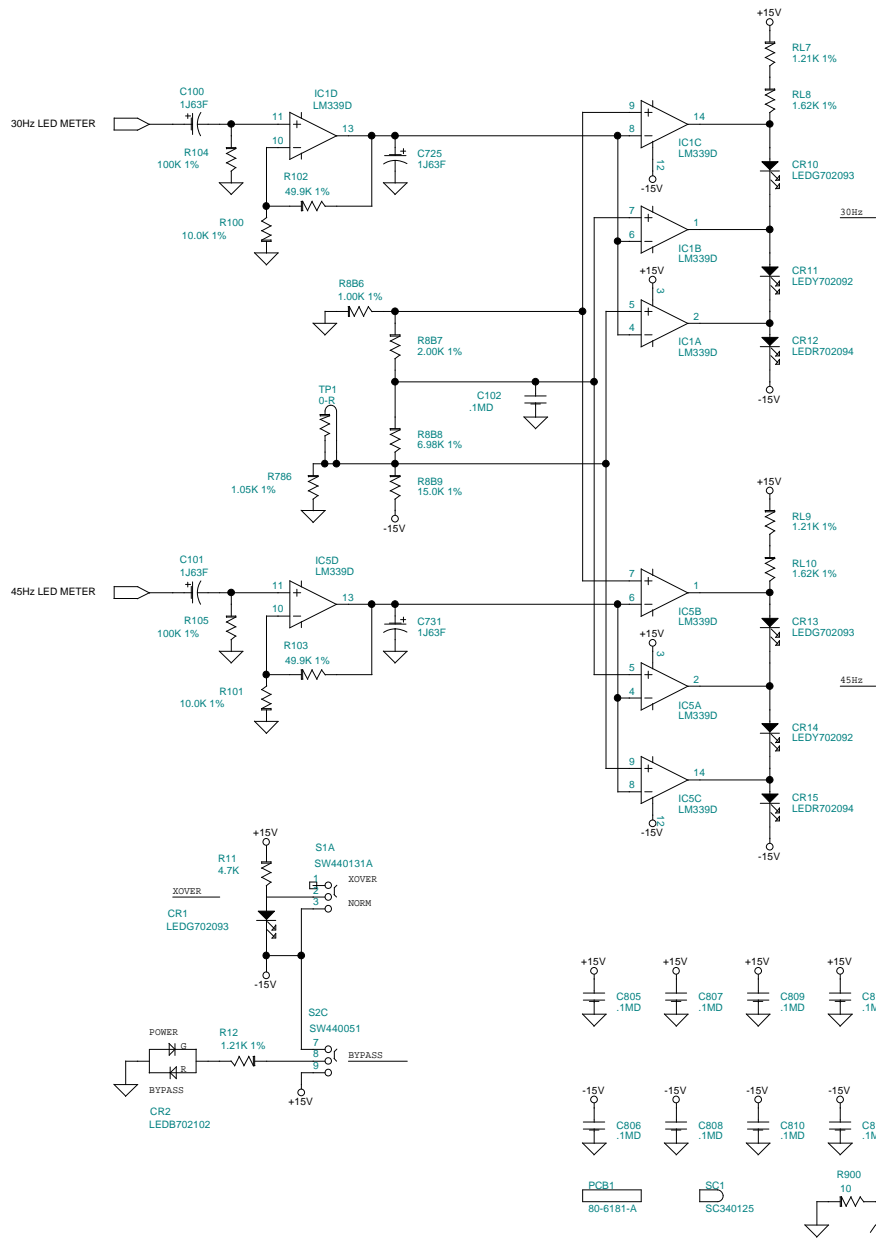 +15V
RL7
1.21K 1%
RL8
1.62K 1%
C100
1J63F
IC1D
LM339D
30Hz LED METER
11
10
13
R104
100K 1%
C725
1J63F
R102
49.9K 1%
R100
10.0K 1%
9
8
14
IC1C
LM339D
12
-15V
CR10
LEDG702093
30Hz
7
6
1
IC1B
LM339D
+15V
3
CR11
LEDY702092
5
4
2
IC1A
LM339D
CR12
LEDR702094
-15V
R8B6
1.00K 1%
R8B7
2.00K 1%
C102
.1MD
TP1
0-R
R8B8
6.98K 1%
R786
1.05K 1%
R8B9
15.0K 1%
-15V
+15V
RL9
1.21K 1%
RL10
1.62K 1%
C101
1J63F
IC5D
LM339D
45Hz LED METER
11
10
13
R105
100K 1%
C731
1J63F
R103
49.9K 1%
R101
10.0K 1%
7
6
1
IC5B
LM339D
CR13
LEDG702093
+15V
3
5
4
2
IC5A
LM339D
45Hz
CR14
LEDY702092
9
8
14
IC5C
LM339D
12
-15V
CR15
LEDR702094
-15V
+15V
R11
4.7K
S1A
SW440131A
1
2
3
XOVER
NORM
XOVER
CR1
LEDG702093
-15V
S2C
SW440051
7
8
9
BYPASS
+15V
POWER
G
R
BYPASS
R12
1.21K 1%
CR2
LEDB702102
+15V
C805
.1MD
+15V
C807
.1MD
+15V
C809
.1MD
+15V
-15V
C806
.1MD
-15V
C808
.1MD
-15V
C810
.1MD
-15V
PCB1
80-6181-A
SC1
SC340125
R900
10